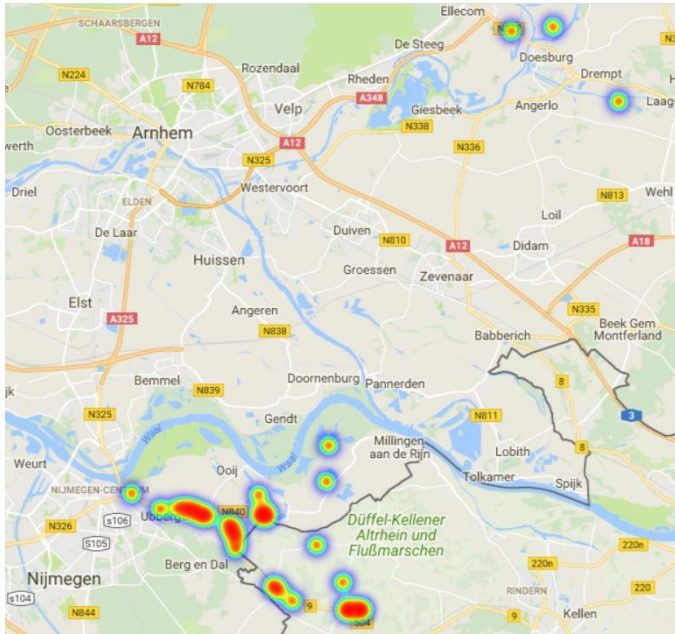 SCHAARSBERGEN
Ellecom
A12
De Steeg
Doesburg
Rozendaal
Rheden
N224
N784
A348
Drempt
Velp
Giesbeek
Angerlo
Oosterbeek
Arnhem
N338
A12
N325
N336
Westervoort
Driel
ELDEN
N813
Wehl
De Laar
Duiven
N810
Loil
A12
Didam
A18
Huissen
Groessen
Zevenaar
Elst
A325
Angeren
N335
N838
Babberich
Beek Gem
Montferland
Bemmel
N839
Doornenburg
Pannerden
8
N325
Gendt
N811
3
Waal
Waal
Millingen
aan de Rijn
Lobith
8
Weurt
Ooij
Tolkamer
Spijk
NIJMEGEN-CENTRUM
N840
N326
s106
Düffel-Kellener
Altrhein und
Flußmarschen
S105
220n
220n
Berg en Dal
Nijmegen
RINDERN
220
s104
N844
9
9
Kellen